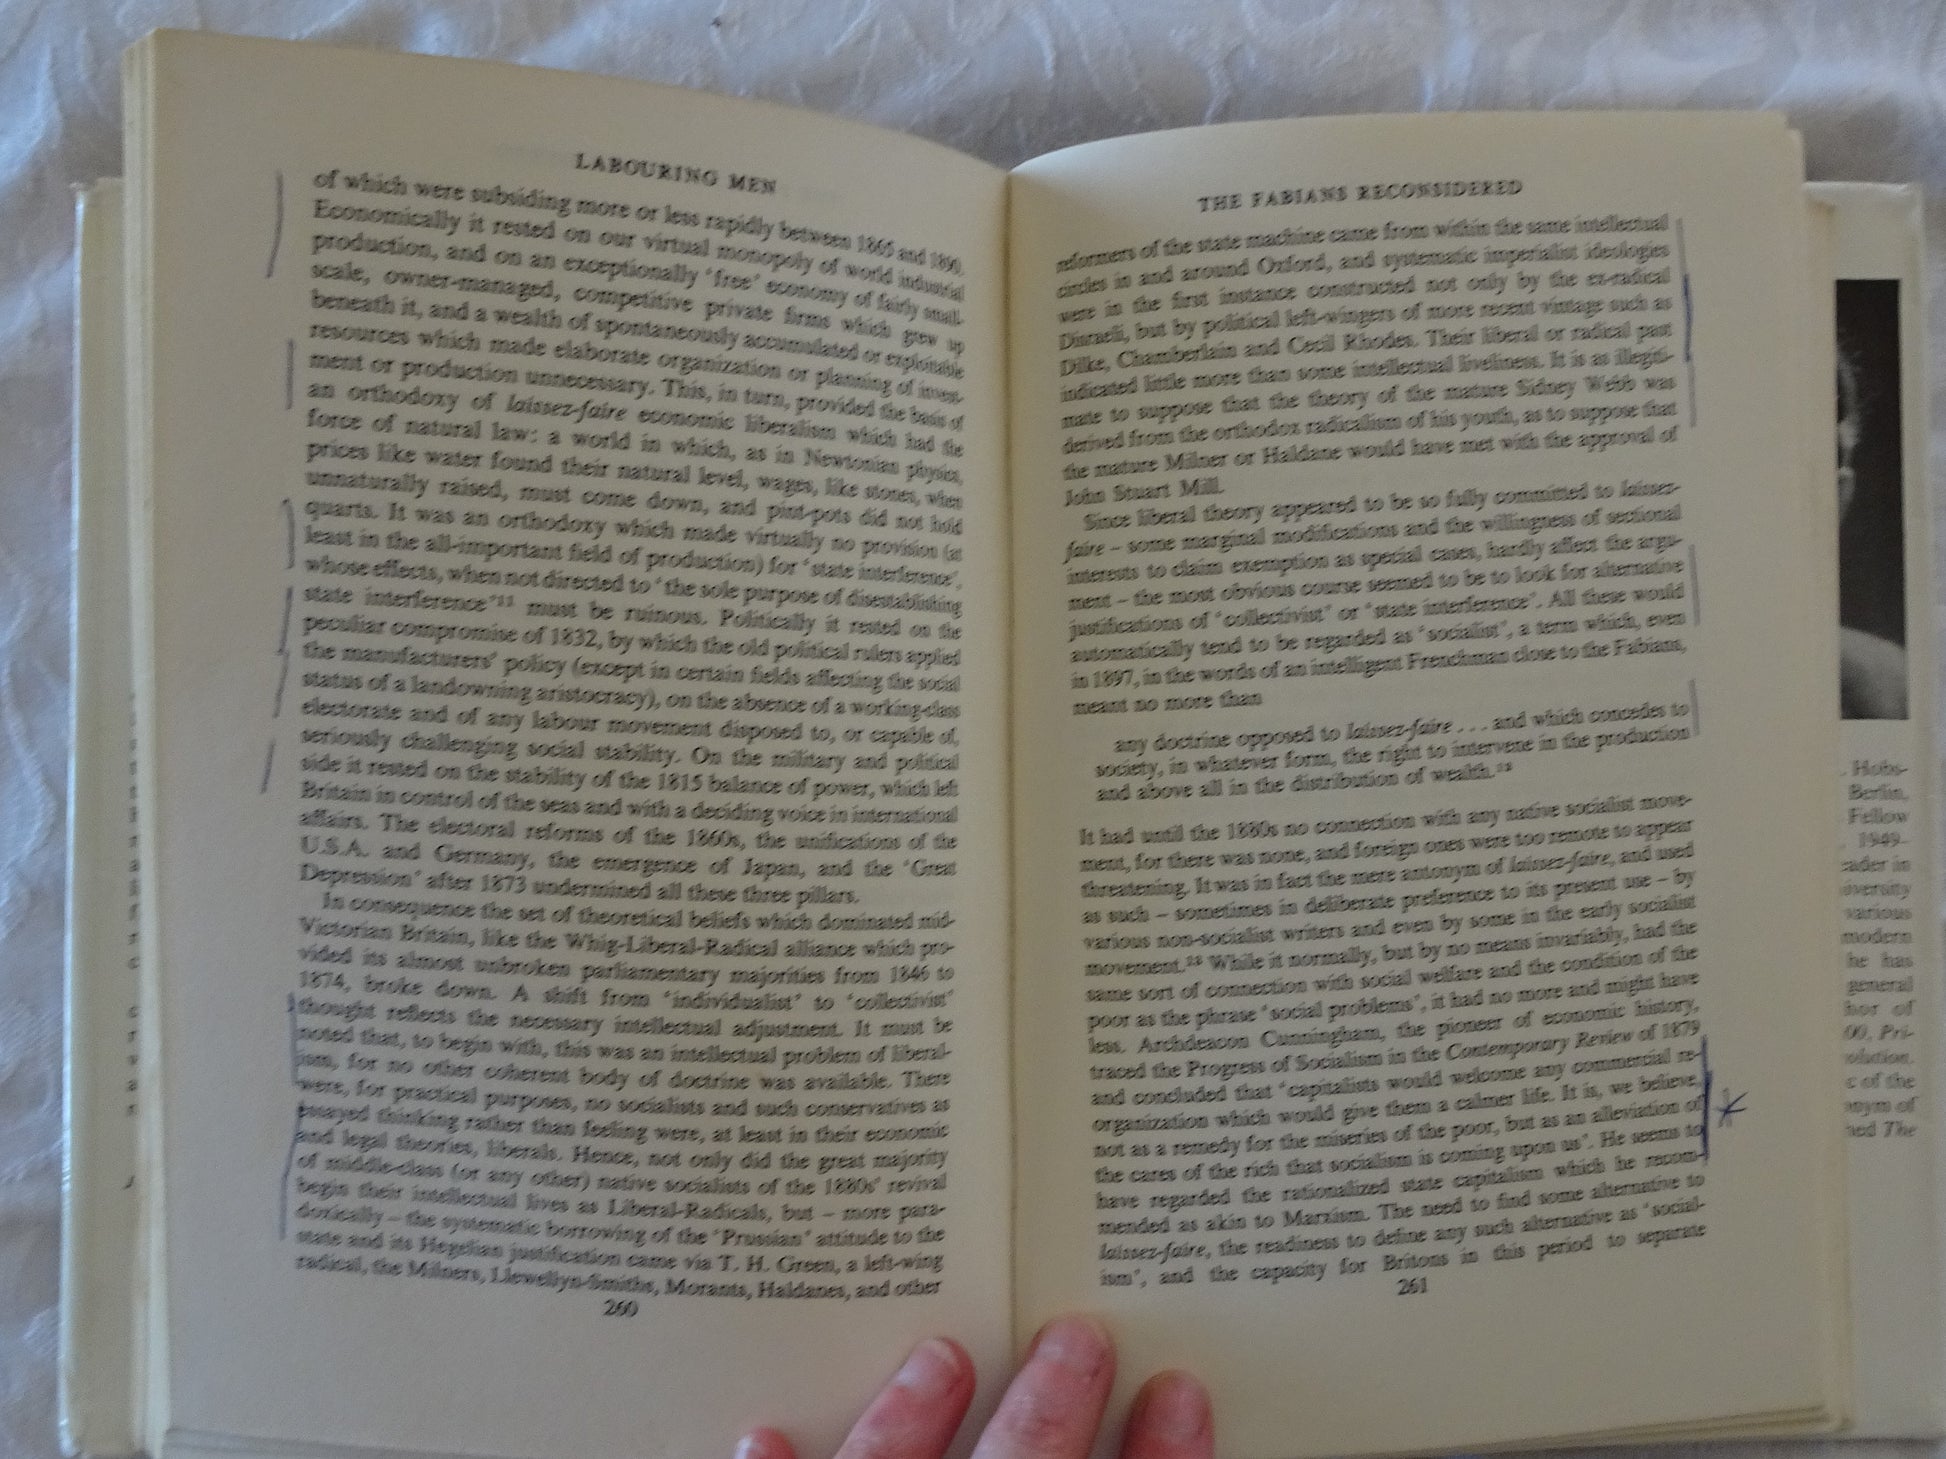 LABOURING MEN
of which were subsiding more or less rapidly between 1865 and 1890.
Economically it rested on our virtual monopoly of world industrial
production, and on an exceptionally 'free' economy of fairly small-
scale, owner-managed, competitive private firms which grew up
beneath it, and a wealth of spontaneously accumulated or exploitable
resources which made elaborate organization or planning of invest-
ment or production unnecessary. This, in turn, provided the basis of
an orthodoxy of laissez-faire economic liberalism which had the
force of natural law: a world in which, as in Newtonian physics,
prices like water found their natural level, wages, like stones, when
unnaturally raised, must come down, and pint-pots did not hold
quarts. It was an orthodoxy which made virtually no provision (at
least in the all-important field of production) for 'state interference',
whose effects, when not directed to 'the sole purpose of disestablishing
state interference'¹¹ must be ruinous. Politically it rested on the
peculiar compromise of 1832, by which the old political rulers applied
the manufacturers' policy (except in certain fields affecting the social
status of a landowning aristocracy), on the absence of a working-class
electorate and of any labour movement disposed to, or capable of,
seriously challenging social stability. On the military and political
side it rested on the stability of the 1815 balance of power, which left
Britain in control of the seas and with a deciding voice in international
affairs. The electoral reforms of the 1860s, the unifications of the
U.S.A. and Germany, the emergence of Japan, and the 'Great
Depression' after 1873 undermined all these three pillars.
In consequence the set of theoretical beliefs which dominated mid-
Victorian Britain, like the Whig-Liberal-Radical alliance which pro-
vided its almost unbroken parliamentary majorities from 1846 to
1874, broke down. A shift from 'individualist' to 'collectivist'
thought reflects the necessary intellectual adjustment. It must be
noted that, to begin with, this was an intellectual problem of liberal-
ism, for no other coherent body of doctrine was available. There
were, for practical purposes, no socialists and such conservatives as
essayed thinking rather than feeling were, at least in their economic
and legal theories, liberals. Hence, not only did the great majority
of middle-class (or any other) native socialists of the 1880s' revival
begin their intellectual lives as Liberal-Radicals, but – more para-
doxically – the systematic borrowing of the 'Prussian' attitude to the
state and its Hegelian justification came via T. H. Green, a left-wing
radical, the Milners, Llewellyn-Smiths, Morants, Haldanes, and other
260
THE FABIANS RECONSIDERED
reformers of the state machine came from within the same intellectual
circles in and around Oxford, and systematic imperialist ideologies
were in the first instance constructed not only by the ex-radical
Disraeli, but by political left-wingers of more recent vintage such as
Dilke, Chamberlain and Cecil Rhodes. Their liberal or radical past
indicated little more than some intellectual liveliness. It is as illegiti-
mate to suppose that the theory of the mature Sidney Webb was
derived from the orthodox radicalism of his youth, as to suppose that
the mature Milner or Haldane would have met with the approval of
John Stuart Mill.
Since liberal theory appeared to be so fully committed to laissez-
faire – some marginal modifications and the willingness of sectional
interests to claim exemption as special cases, hardly affect the argu-
ment – the most obvious course seemed to be to look for alternative
justifications of 'collectivist' or 'state interference'. All these would
automatically tend to be regarded as 'socialist', a term which, even
in 1897, in the words of an intelligent Frenchman close to the Fabians,
meant no more than
any doctrine opposed to laissez-faire . . . and which concedes to
society, in whatever form, the right to intervene in the production
and above all in the distribution of wealth.¹²
It had until the 1880s no connection with any native socialist move-
ment, for there was none, and foreign ones were too remote to appear
threatening. It was in fact the mere antonym of laissez-faire, and used
as such – sometimes in deliberate preference to its present use – by
various non-socialist writers and even by some in the early socialist
movement.¹³ While it normally, but by no means invariably, had the
same sort of connection with social welfare and the condition of the
poor as the phrase 'social problems', it had no more and might have
less. Archdeacon Cunningham, the pioneer of economic history,
traced the Progress of Socialism in the Contemporary Review of 1879
and concluded that 'capitalists would welcome any commercial re-
organization which would give them a calmer life. It is, we believe,
not as a remedy for the miseries of the poor, but as an alleviation of
the cares of the rich that socialism is coming upon us'. He seems to
have regarded the rationalized state capitalism which he recom-
mended as akin to Marxism. The need to find some alternative to
laissez-faire, the readiness to define any such alternative as 'social-
ism', and the capacity for Britons in this period to separate
261
. Hobs-
Berlin,
Fellow
1949-
in
various
modern
he has
general
of
00, Pri-
of the
of
The